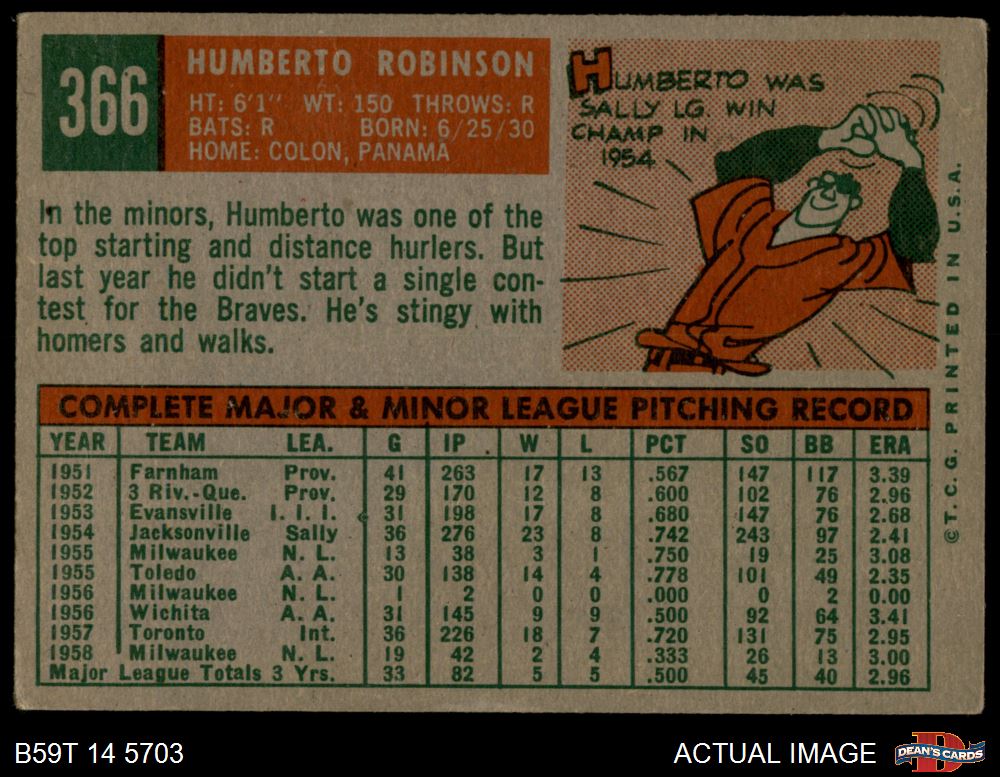 366
HUMBERTO ROBINSON
HT: 6'1" WT: 150 THROWS: R
BATS: R BORN: 6/25/30
HOME: COLON, PANAMA
HUMBERTO WAS
SALLY LG. WIN
CHAMP IN
1954
In the minors, Humberto was one of the
top starting and distance hurlers. But
last year he didn't start a single con-
test for the Braves. He's stingy with
homers and walks.
COMPLETE MAJOR & MINOR LEAGUE PITCHING RECORD
YEAR TEAM LEA. G IP W L PCT SO BB ERA
1951 Farnham Prov. 41 263 17 13 .567 147 117 3.39
1952 3 Riv.-Que. Prov. 29 170 12 8 .600 102 76 2.96
1953 Evansville I. I. I. 31 198 17 8 .680 147 76 2.68
1954 Jacksonville Sally 36 276 23 8 .742 243 97 2.41
1955 Milwaukee N. L. 13 38 3 1 .750 19 25 3.08
1955 Toledo A. A. 30 138 14 4 .778 101 49 2.35
1956 Milwaukee N. L. 1 2 0 0 .000 0 2 0.00
1956 Wichita A. A. 31 145 9 9 .500 92 64 3.41
1957 Toronto Int. 36 226 18 7 .720 131 75 2.95
1958 Milwaukee N. L. 19 42 2 4 .333 26 13 3.00
Major League Totals 3 Yrs. 33 82 5 5 .500 45 40 2.96
© T. C. G. PRINTED IN U.S.A.
B59T 14 5703
ACTUAL IMAGE
D
DEAN'S CARDS